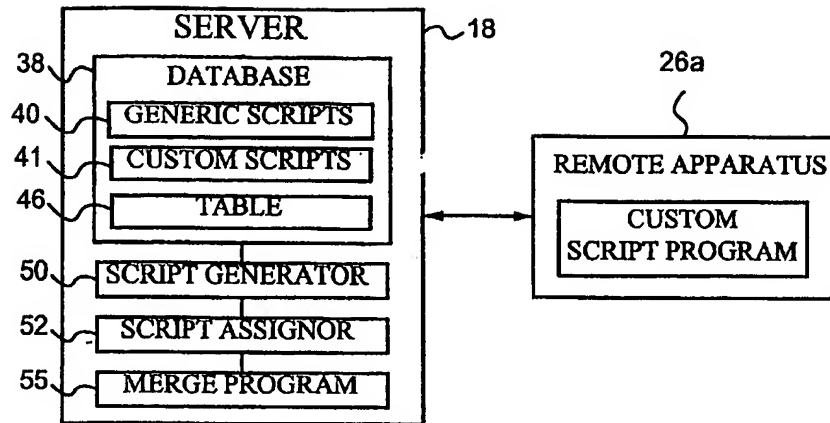 SERVER
18
38
DATABASE
40
GENERIC SCRIPTS
41
CUSTOM SCRIPTS
46
TABLE
50
SCRIPT GENERATOR
52
SCRIPT ASSIGNOR
55
MERGE PROGRAM
26a
REMOTE APPARATUS
CUSTOM
SCRIPT PROGRAM